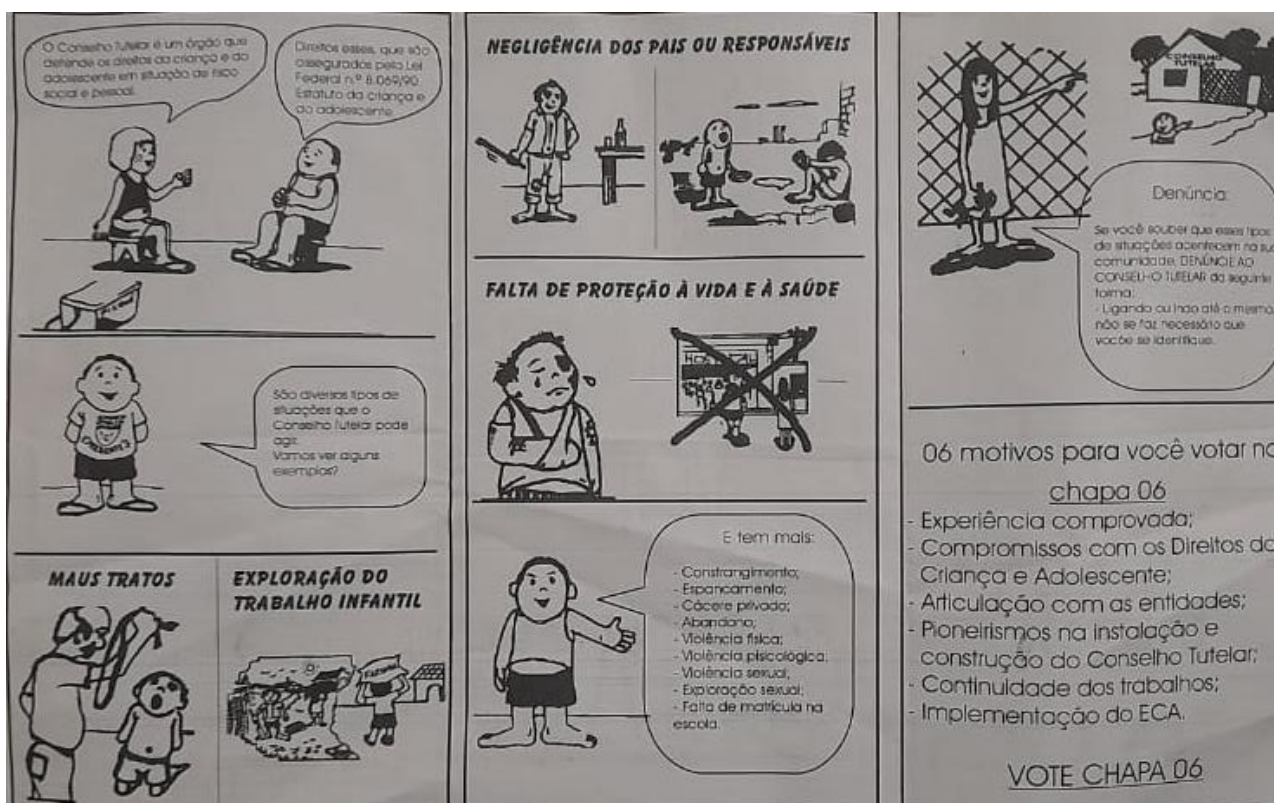 O Conselho Tutelar é um órgão que
defende os direitos da criança e do
adolescente em situação de risco
social e pessoal.
Direitos esses, que são
assegurados pela Lei
Federal n.º 8.069/90.
Estatuto da criança e
do adolescente.
São diversos tipos de
situações que o
Conselho Tutelar pode
agir.
Vamos ver alguns
exemplos?
MAUS TRATOS
EXPLORAÇÃO DO
TRABALHO INFANTIL
NEGLIGÊNCIA DOS PAIS OU RESPONSÁVEIS
FALTA DE PROTEÇÃO À VIDA E À SAÚDE
E tem mais:
- Constrangimento;
- Espancamento;
- Cácere privado;
- Abandono;
- Violência física;
- Violência pisicológica;
- Violência sexual;
- Exploração sexual;
- Falta de matrícula na
escola.
CONSELHO
TUTELAR
Denúncia:
Se você souber que esses tipos
de situações acontecem na sua
comunidade, DENÚNCIE AO
CONSELHO TUTELAR da seguinte
forma:
- Ligando ou indo até o mesmo,
não se faz necessário que
vocêe se identifique.
06 motivos para você votar na
chapa 06
- Experiência comprovada;
- Compromissos com os Direitos da
Criança e Adolescente;
- Articulação com as entidades;
- Pioneirismos na instalação e
construção do Conselho Tutelar;
- Continuidade dos trabalhos;
- Implementação do ECA.
VOTE CHAPA 06